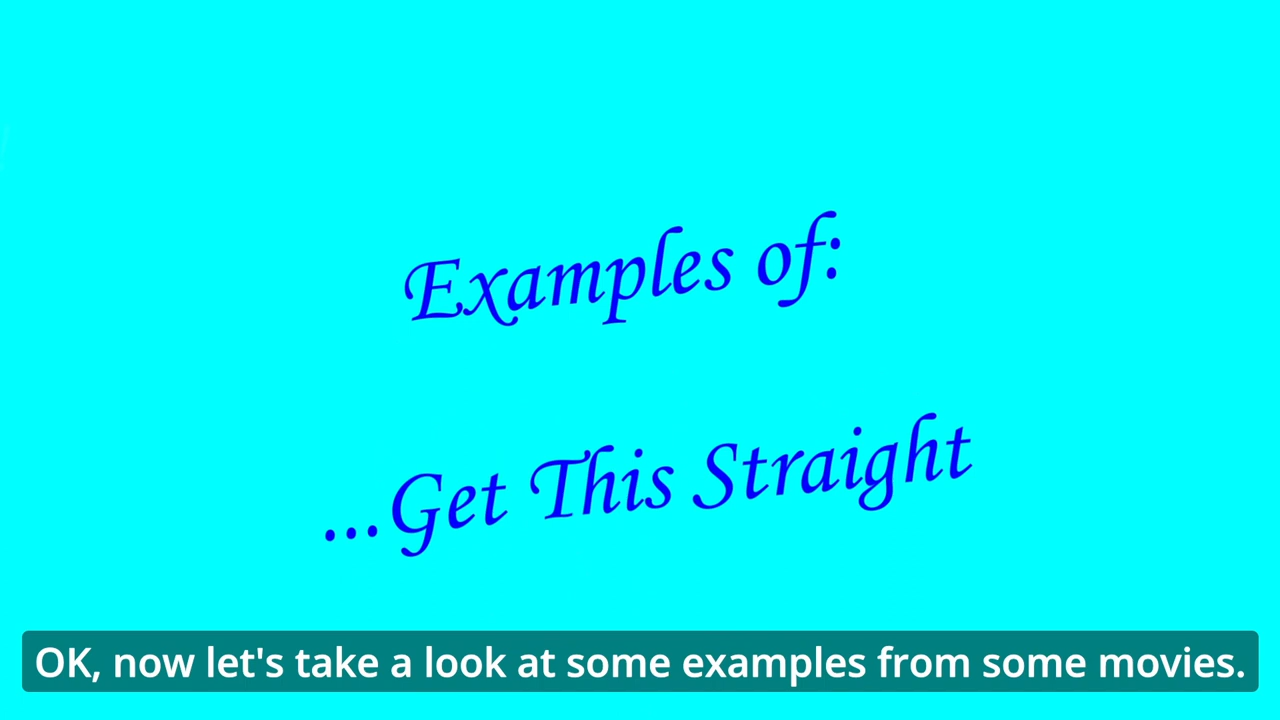 Examples of:
...Get This Straight
OK, now let's take a look at some examples from some movies.